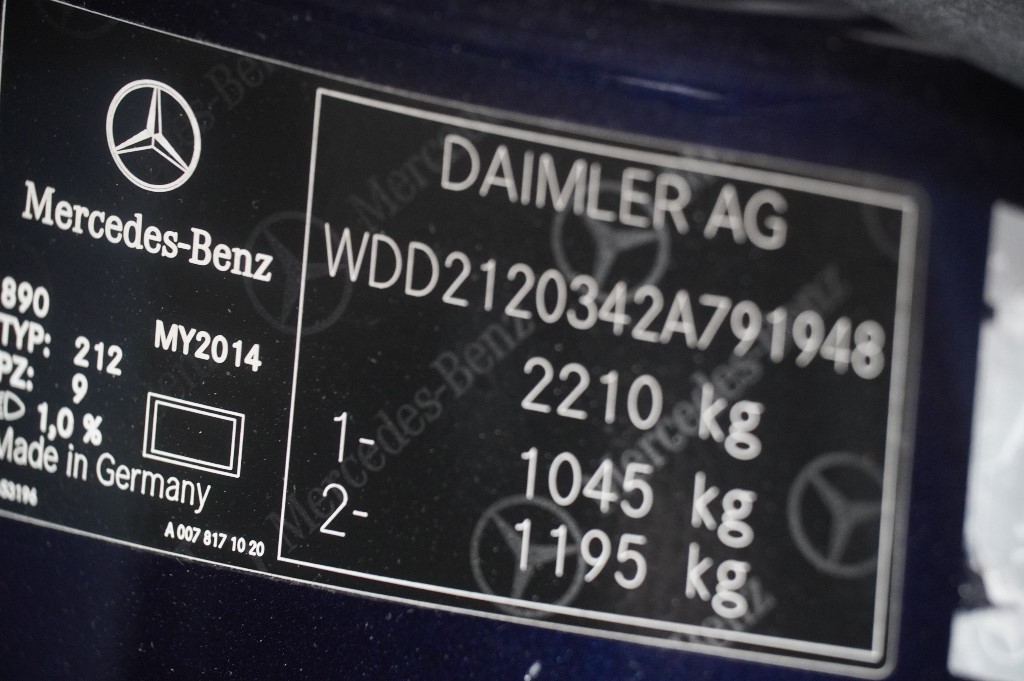 Mercedes-Benz
890
TYP: 212
MY2014
PZ: 9
1,0 %
Made in Germany
53196
A 007 817 10 20
DAIMLER AG
WDD2120342A791948
2210 kg
1- 1045 kg
2- 1195 kg